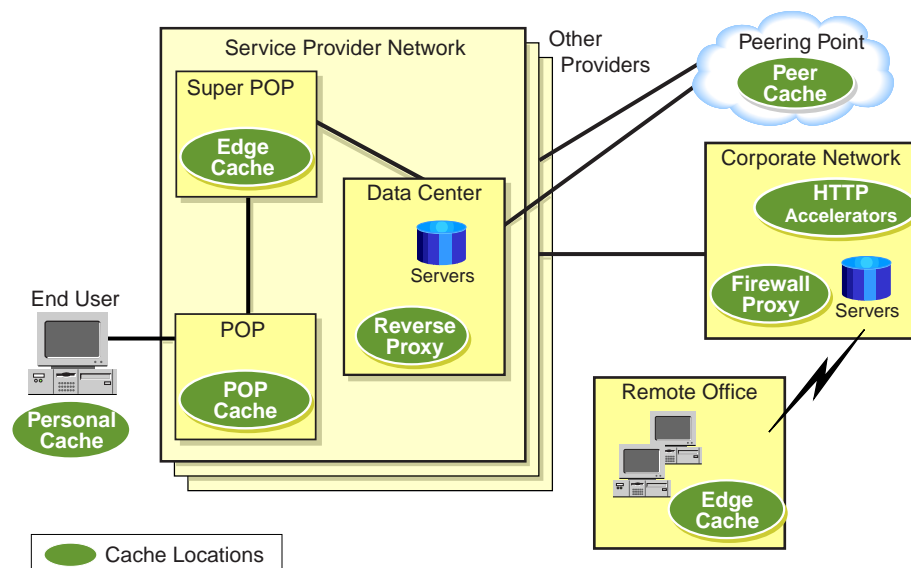 Service Provider Network
Other
Providers
Peering Point
Peer
Cache
Super POP
Edge
Cache
Data Center
Servers
Reverse
Proxy
Corporate Network
HTTP
Accelerators
Firewall
Proxy
Servers
End User
Personal
Cache
POP
POP
Cache
Remote Office
Edge
Cache
Cache Locations